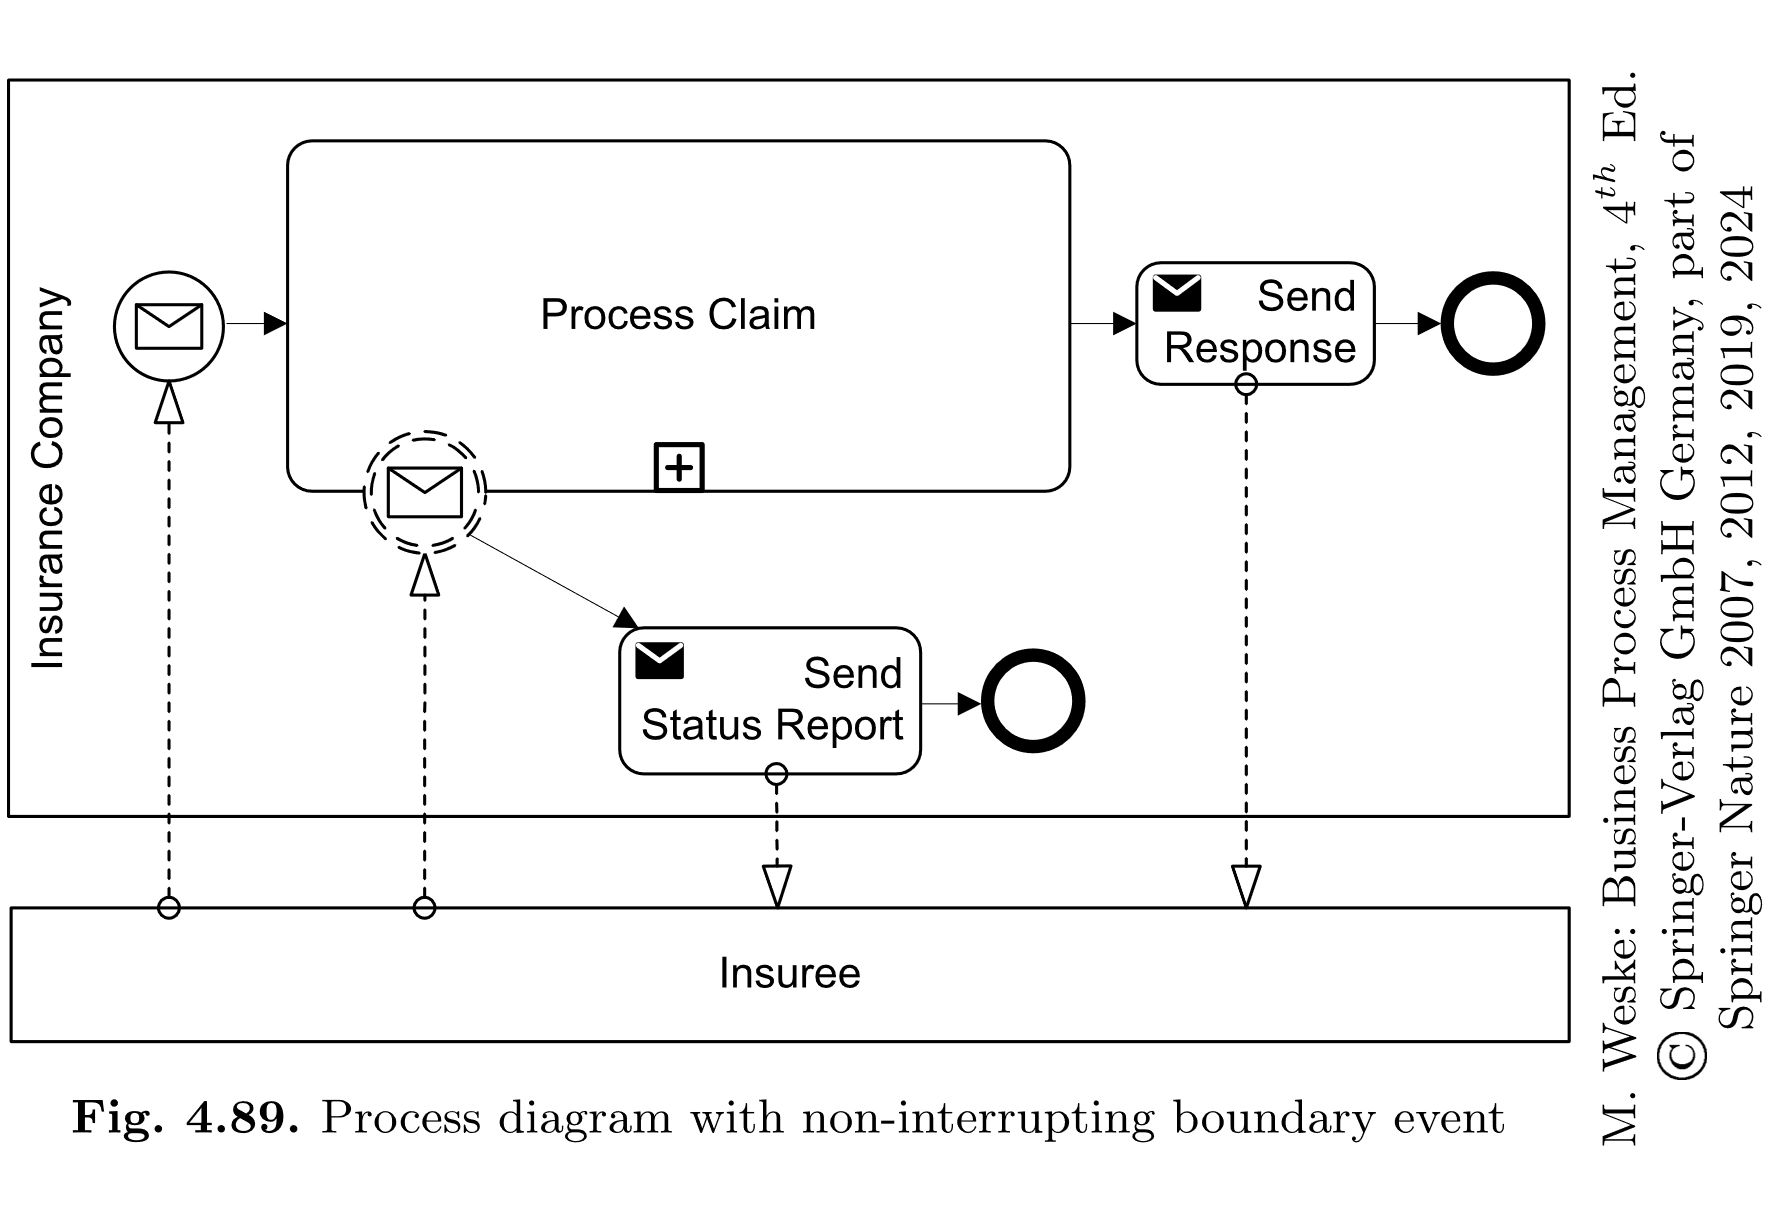 Insurance Company
Process Claim
Send
Response
Send
Status Report
Insuree
Fig. 4.89. Process diagram with non-interrupting boundary event
M. Weske: Business Process Management, 4th Ed.
© Springer-Verlag GmbH Germany, part of
Springer Nature 2007, 2012, 2019, 2024